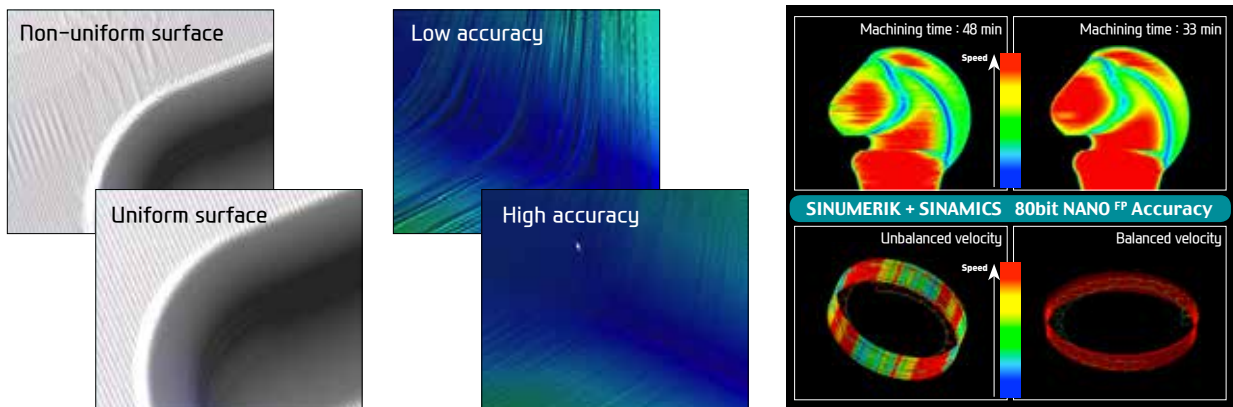 Non-uniform surface
Uniform surface
Low accuracy
High accuracy
Machining time : 48 min
Speed
Machining time : 33 min
SINUMERIK + SINAMICS 80bit NANO FP Accuracy
Unbalanced velocity
Speed
Balanced velocity